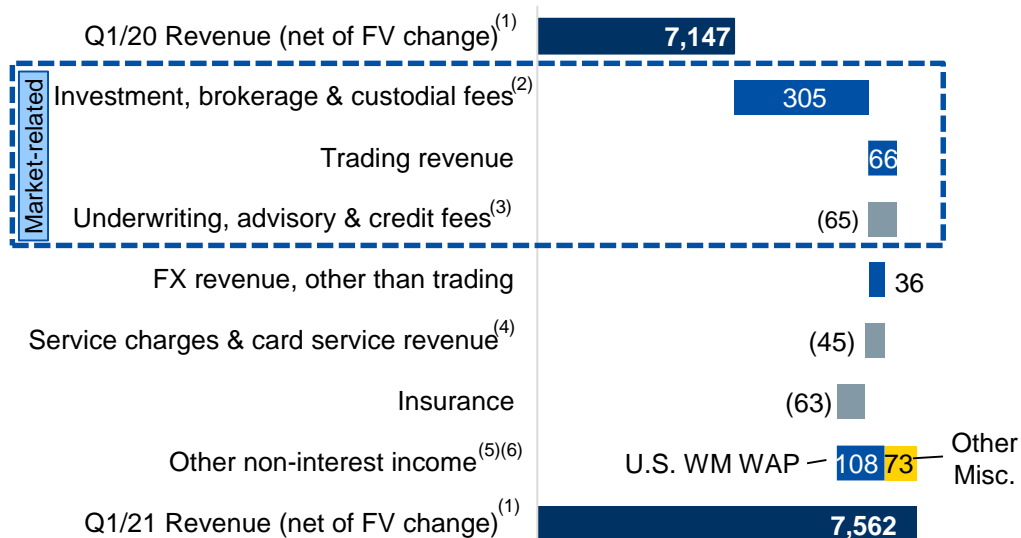 Q1/20 Revenue (net of FV change)(1) 7,147
Market-related
Investment, brokerage & custodial fees(2) 305
Trading revenue 66
Underwriting, advisory & credit fees(3) (65)
FX revenue, other than trading 36
Service charges & card service revenue(4) (45)
Insurance (63)
Other non-interest income(5)(6) U.S. WM WAP 108 73 Other
Misc.
Q1/21 Revenue (net of FV change)(1) 7,562